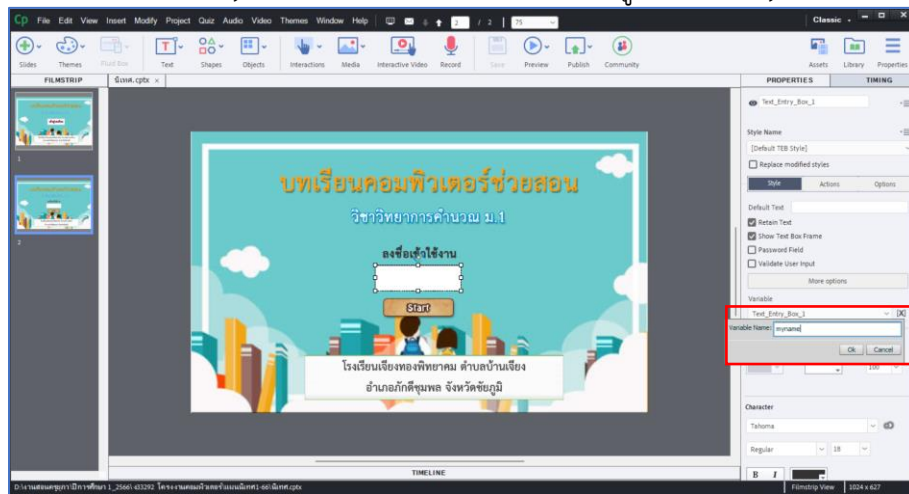 Cp File Edit View Insert Modify Project Quiz Audio Video Themes Window Help 2 / 2 75 Classic
Slides Themes Fluid Box Text Shapes Objects Interactions Media Interactive Video Record Save Preview Publish Community Assets Library Properties
FILMSTRIP
นิเทศ.cptx ×
PROPERTIES TIMING
Text_Entry_Box_1
Style Name
[Default TEB Style]
Replace modified styles
Style Actions Options
Default Text
Retain Text
Show Text Box Frame
Password Field
Validate User Input
More options
Variable
Text_Entry_Box_1 [X]
Variable Name: myname
Ok Cancel
100
Character
Tahoma
Regular 18
B I
1
2
บทเรียนคอมพิวเตอร์ช่วยสอน
วิชาวิทยาการคำนวณ ม.1
ลงชื่อเข้าใช้งาน
Start
โรงเรียนเจียงทองพิทยาคม ตำบลบ้านเจียง
อำเภอภักดีชุมพล จังหวัดชัยภูมิ
TIMELINE
Filmstrip View 1024 x 627